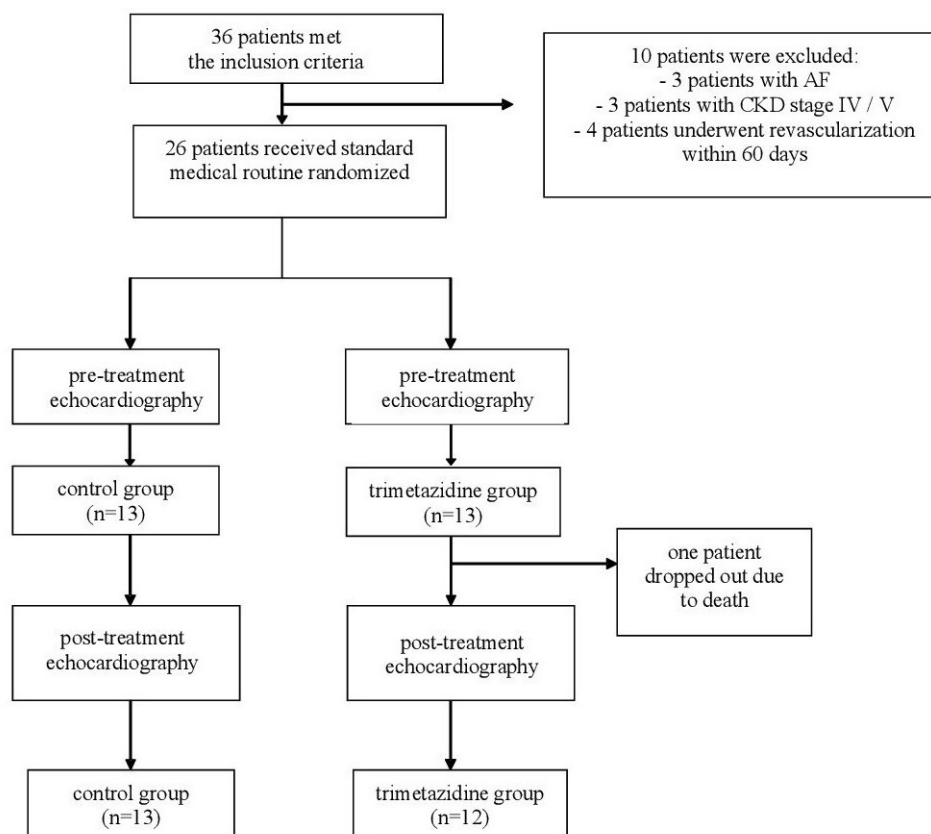 36 patients met
the inclusion criteria
10 patients were excluded:
- 3 patients with AF
- 3 patients with CKD stage IV / V
- 4 patients underwent revascularization
within 60 days
26 patients received standard
medical routine randomized
pre-treatment
echocardiography
pre-treatment
echocardiography
control group
(n=13)
trimetazidine group
(n=13)
one patient
dropped out due
to death
post-treatment
echocardiography
post-treatment
echocardiography
control group
(n=13)
trimetazidine group
(n=12)